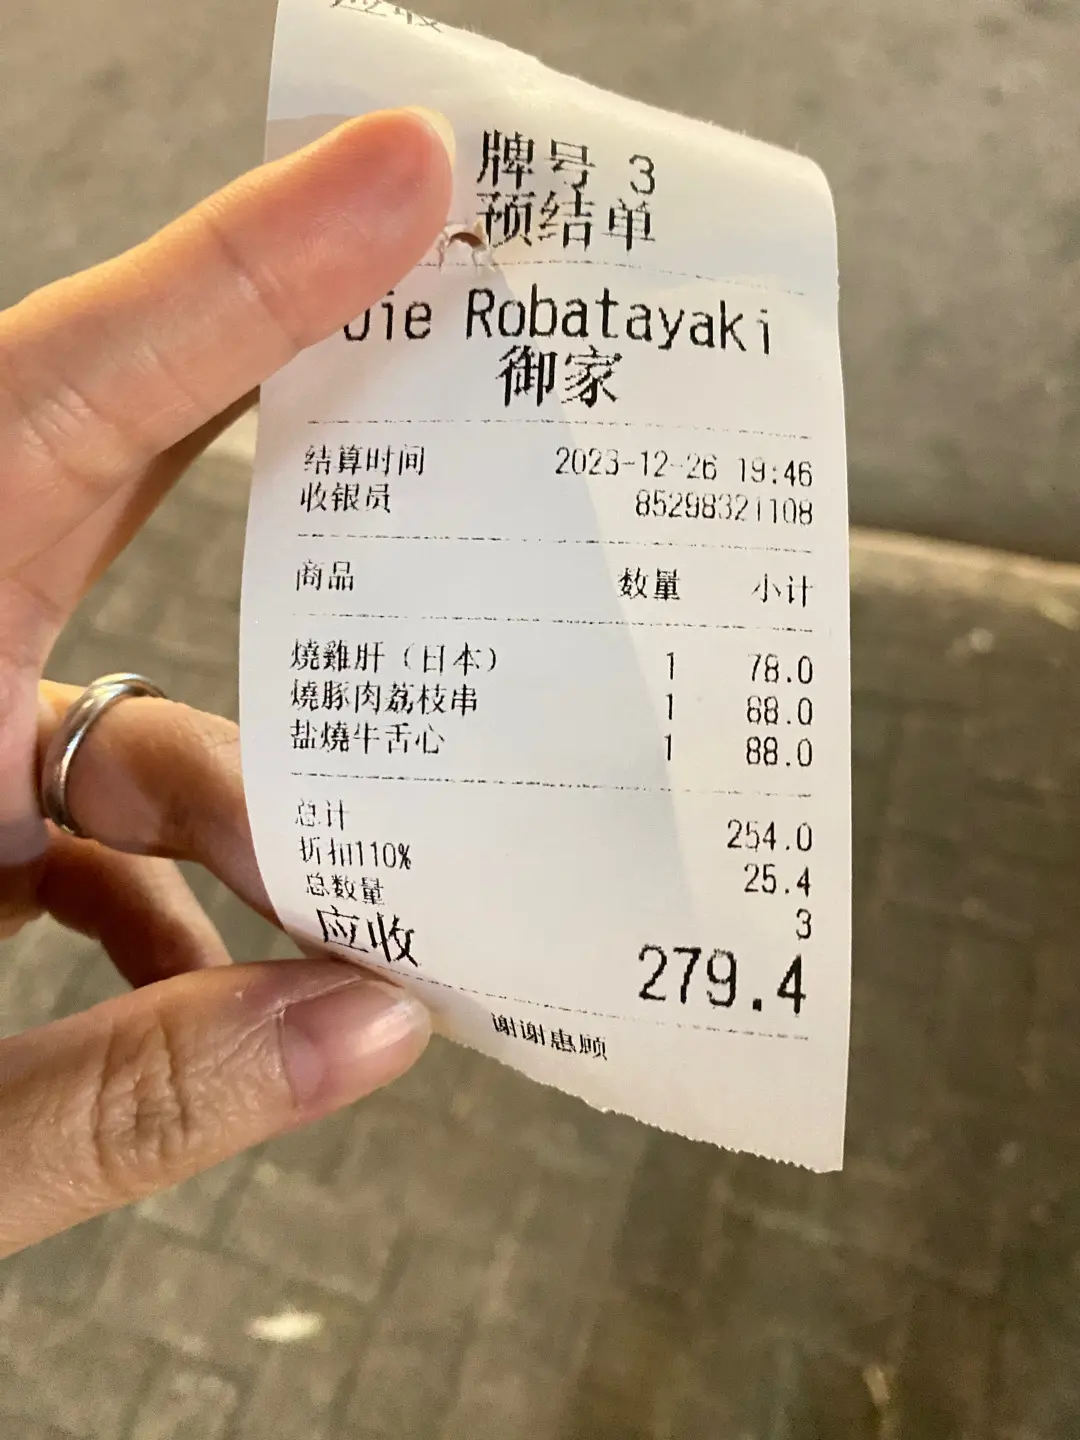 应收
牌号 3
预结单
Jie Robatayaki
御家
结算时间 2023-12-26 19:46
收银员 85298321108
商品 数量 小计
燒雞肝（日本） 1 78.0
燒豚肉荔枝串 1 88.0
盐燒牛舌心 1 88.0
总计 254.0
折扣110% 25.4
总数量 3
应收 279.4
谢谢惠顾